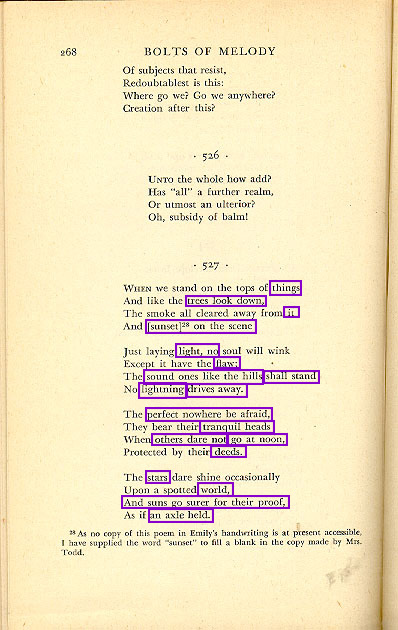 268 BOLTS OF MELODY
Of subjects that resist,
Redoubtablest is this:
Where go we? Go we anywhere?
Creation after this?
· 526 ·
UNTO the whole how add?
Has "all" a further realm,
Or utmost an ulterior?
Oh, subsidy of balm!
· 527 ·
WHEN we stand on the tops of things
And like the trees look down,
The smoke all cleared away from it
And [sunset]²⁸ on the scene
Just laying light, no soul will wink
Except it have the flaw;
The sound ones like the hills shall stand
No lightning drives away.
The perfect nowhere be afraid,
They bear their tranquil heads
When others dare not go at noon,
Protected by their deeds.
The stars dare shine occasionally
Upon a spotted world,
And suns go surer for their proof,
As if an axle held.
²⁸ As no copy of this poem in Emily's handwriting is at present accessible,
I have supplied the word "sunset" to fill a blank in the copy made by Mrs.
Todd.